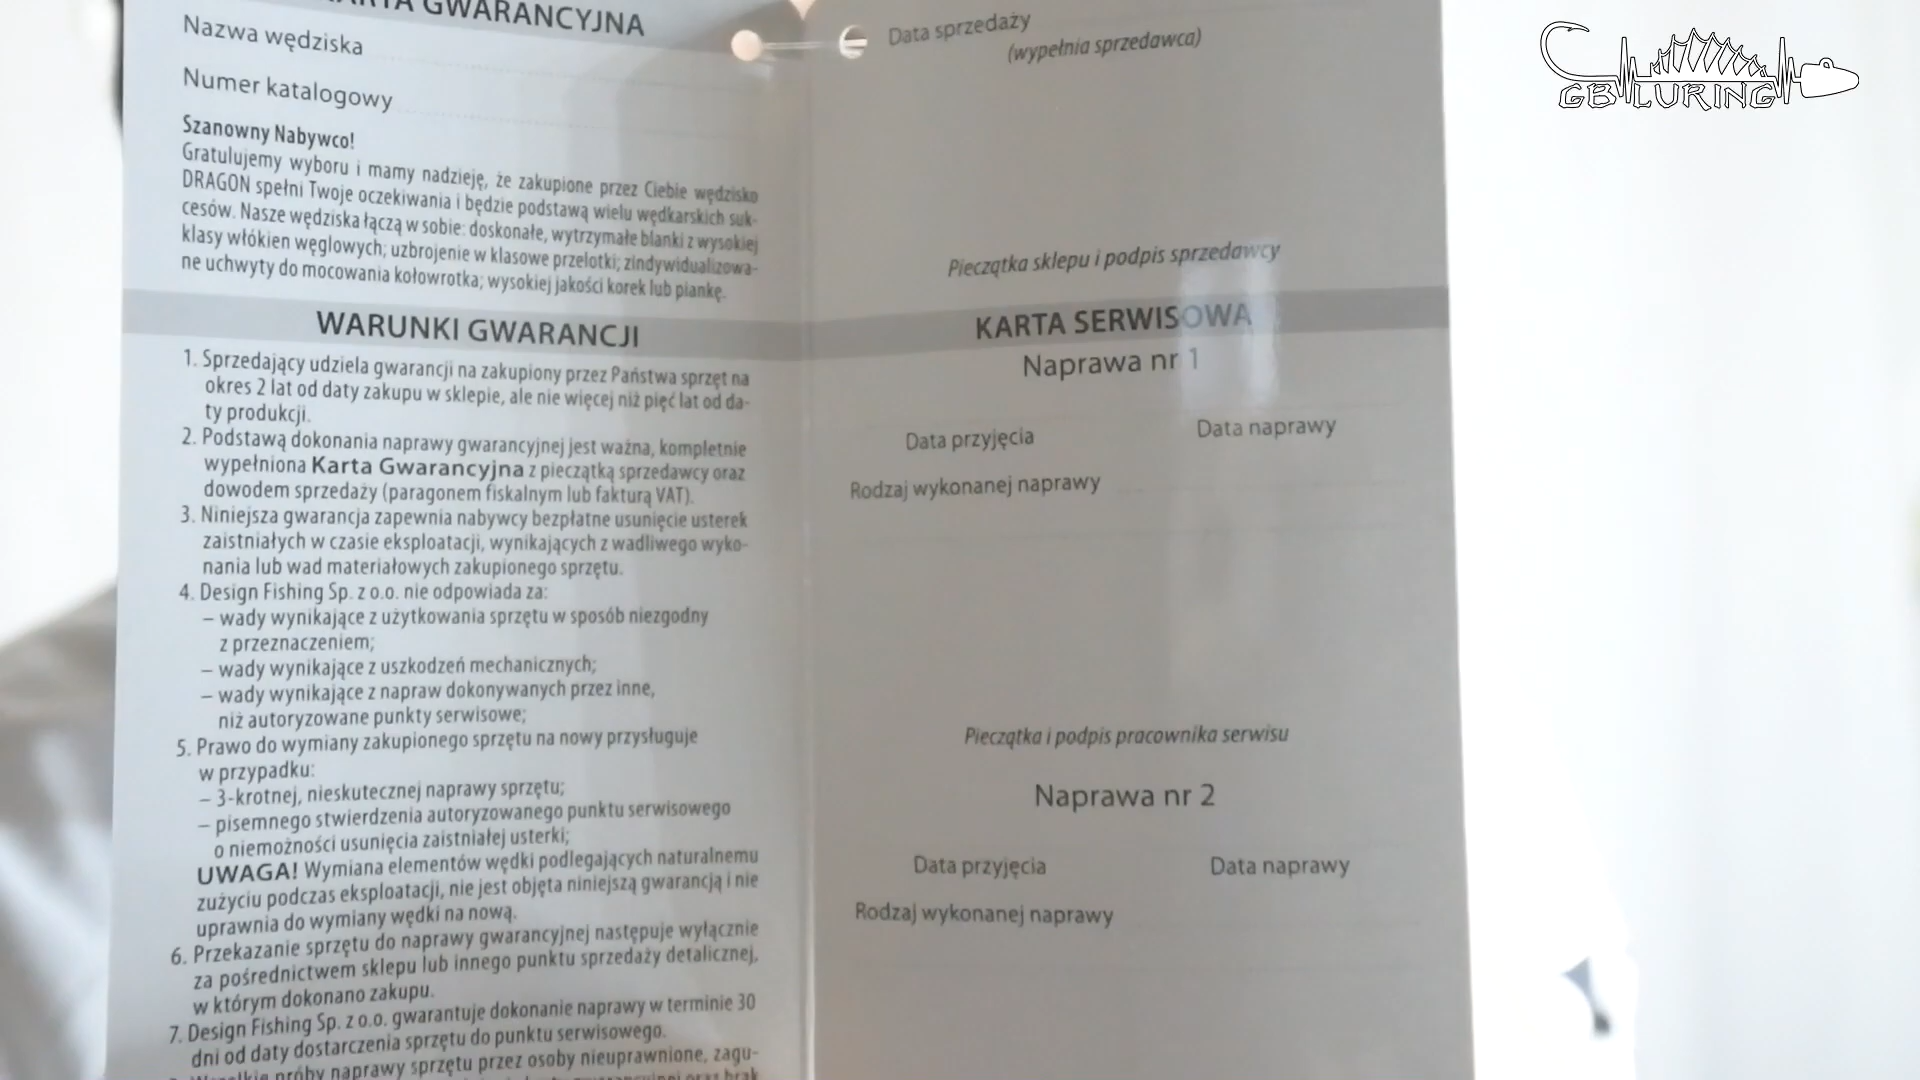 KARTA GWARANCYJNA
Nazwa wędziska
Numer katalogowy
Szanowny Nabywco!
Gratulujemy wyboru i mamy nadzieję, że zakupione przez Ciebie wędzisko
DRAGON spełni Twoje oczekiwania i będzie podstawą wielu wędkarskich suk-
cesów. Nasze wędziska łączą w sobie: doskonałe, wytrzymałe blanki z wysokiej
klasy włókien węglowych; uzbrojenie w klasowe przelotki; zindywidualizowa-
ne uchwyty do mocowania kołowrotka; wysokiej jakości korek lub piankę.
WARUNKI GWARANCJI
1. Sprzedający udziela gwarancji na zakupiony przez Państwa sprzęt na
okres 2 lat od daty zakupu w sklepie, ale nie więcej niż pięć lat od da-
ty produkcji.
2. Podstawą dokonania naprawy gwarancyjnej jest ważna, kompletnie
wypełniona Karta Gwarancyjna z pieczątką sprzedawcy oraz
dowodem sprzedaży (paragonem fiskalnym lub fakturą VAT).
3. Niniejsza gwarancja zapewnia nabywcy bezpłatne usunięcie usterek
zaistniałych w czasie eksploatacji, wynikających z wadliwego wyko-
nania lub wad materiałowych zakupionego sprzętu.
4. Design Fishing Sp. z o.o. nie odpowiada za:
– wady wynikające z użytkowania sprzętu w sposób niezgodny
z przeznaczeniem;
– wady wynikające z uszkodzeń mechanicznych;
– wady wynikające z napraw dokonywanych przez inne,
niż autoryzowane punkty serwisowe;
5. Prawo do wymiany zakupionego sprzętu na nowy przysługuje
w przypadku:
– 3-krotnej, nieskutecznej naprawy sprzętu;
– pisemnego stwierdzenia autoryzowanego punktu serwisowego
o niemożności usunięcia zaistniałej usterki;
UWAGA! Wymiana elementów wędki podlegających naturalnemu
zużyciu podczas eksploatacji, nie jest objęta niniejszą gwarancją i nie
uprawnia do wymiany wędki na nową.
6. Przekazanie sprzętu do naprawy gwarancyjnej następuje wyłącznie
za pośrednictwem sklepu lub innego punktu sprzedaży detalicznej,
w którym dokonano zakupu.
7. Design Fishing Sp. z o.o. gwarantuje dokonanie naprawy w terminie 30
dni od daty dostarczenia sprzętu do punktu serwisowego.
próby naprawy sprzętu przez osoby nieuprawnione, zagu-
oraz brak
Data sprzedaży
(wypełnia sprzedawca)
Pieczątka sklepu i podpis sprzedawcy
KARTA SERWISOWA
Naprawa nr 1
Data przyjęcia Data naprawy
Rodzaj wykonanej naprawy
Pieczątka i podpis pracownika serwisu
Naprawa nr 2
Data przyjęcia Data naprawy
Rodzaj wykonanej naprawy
GB LURING